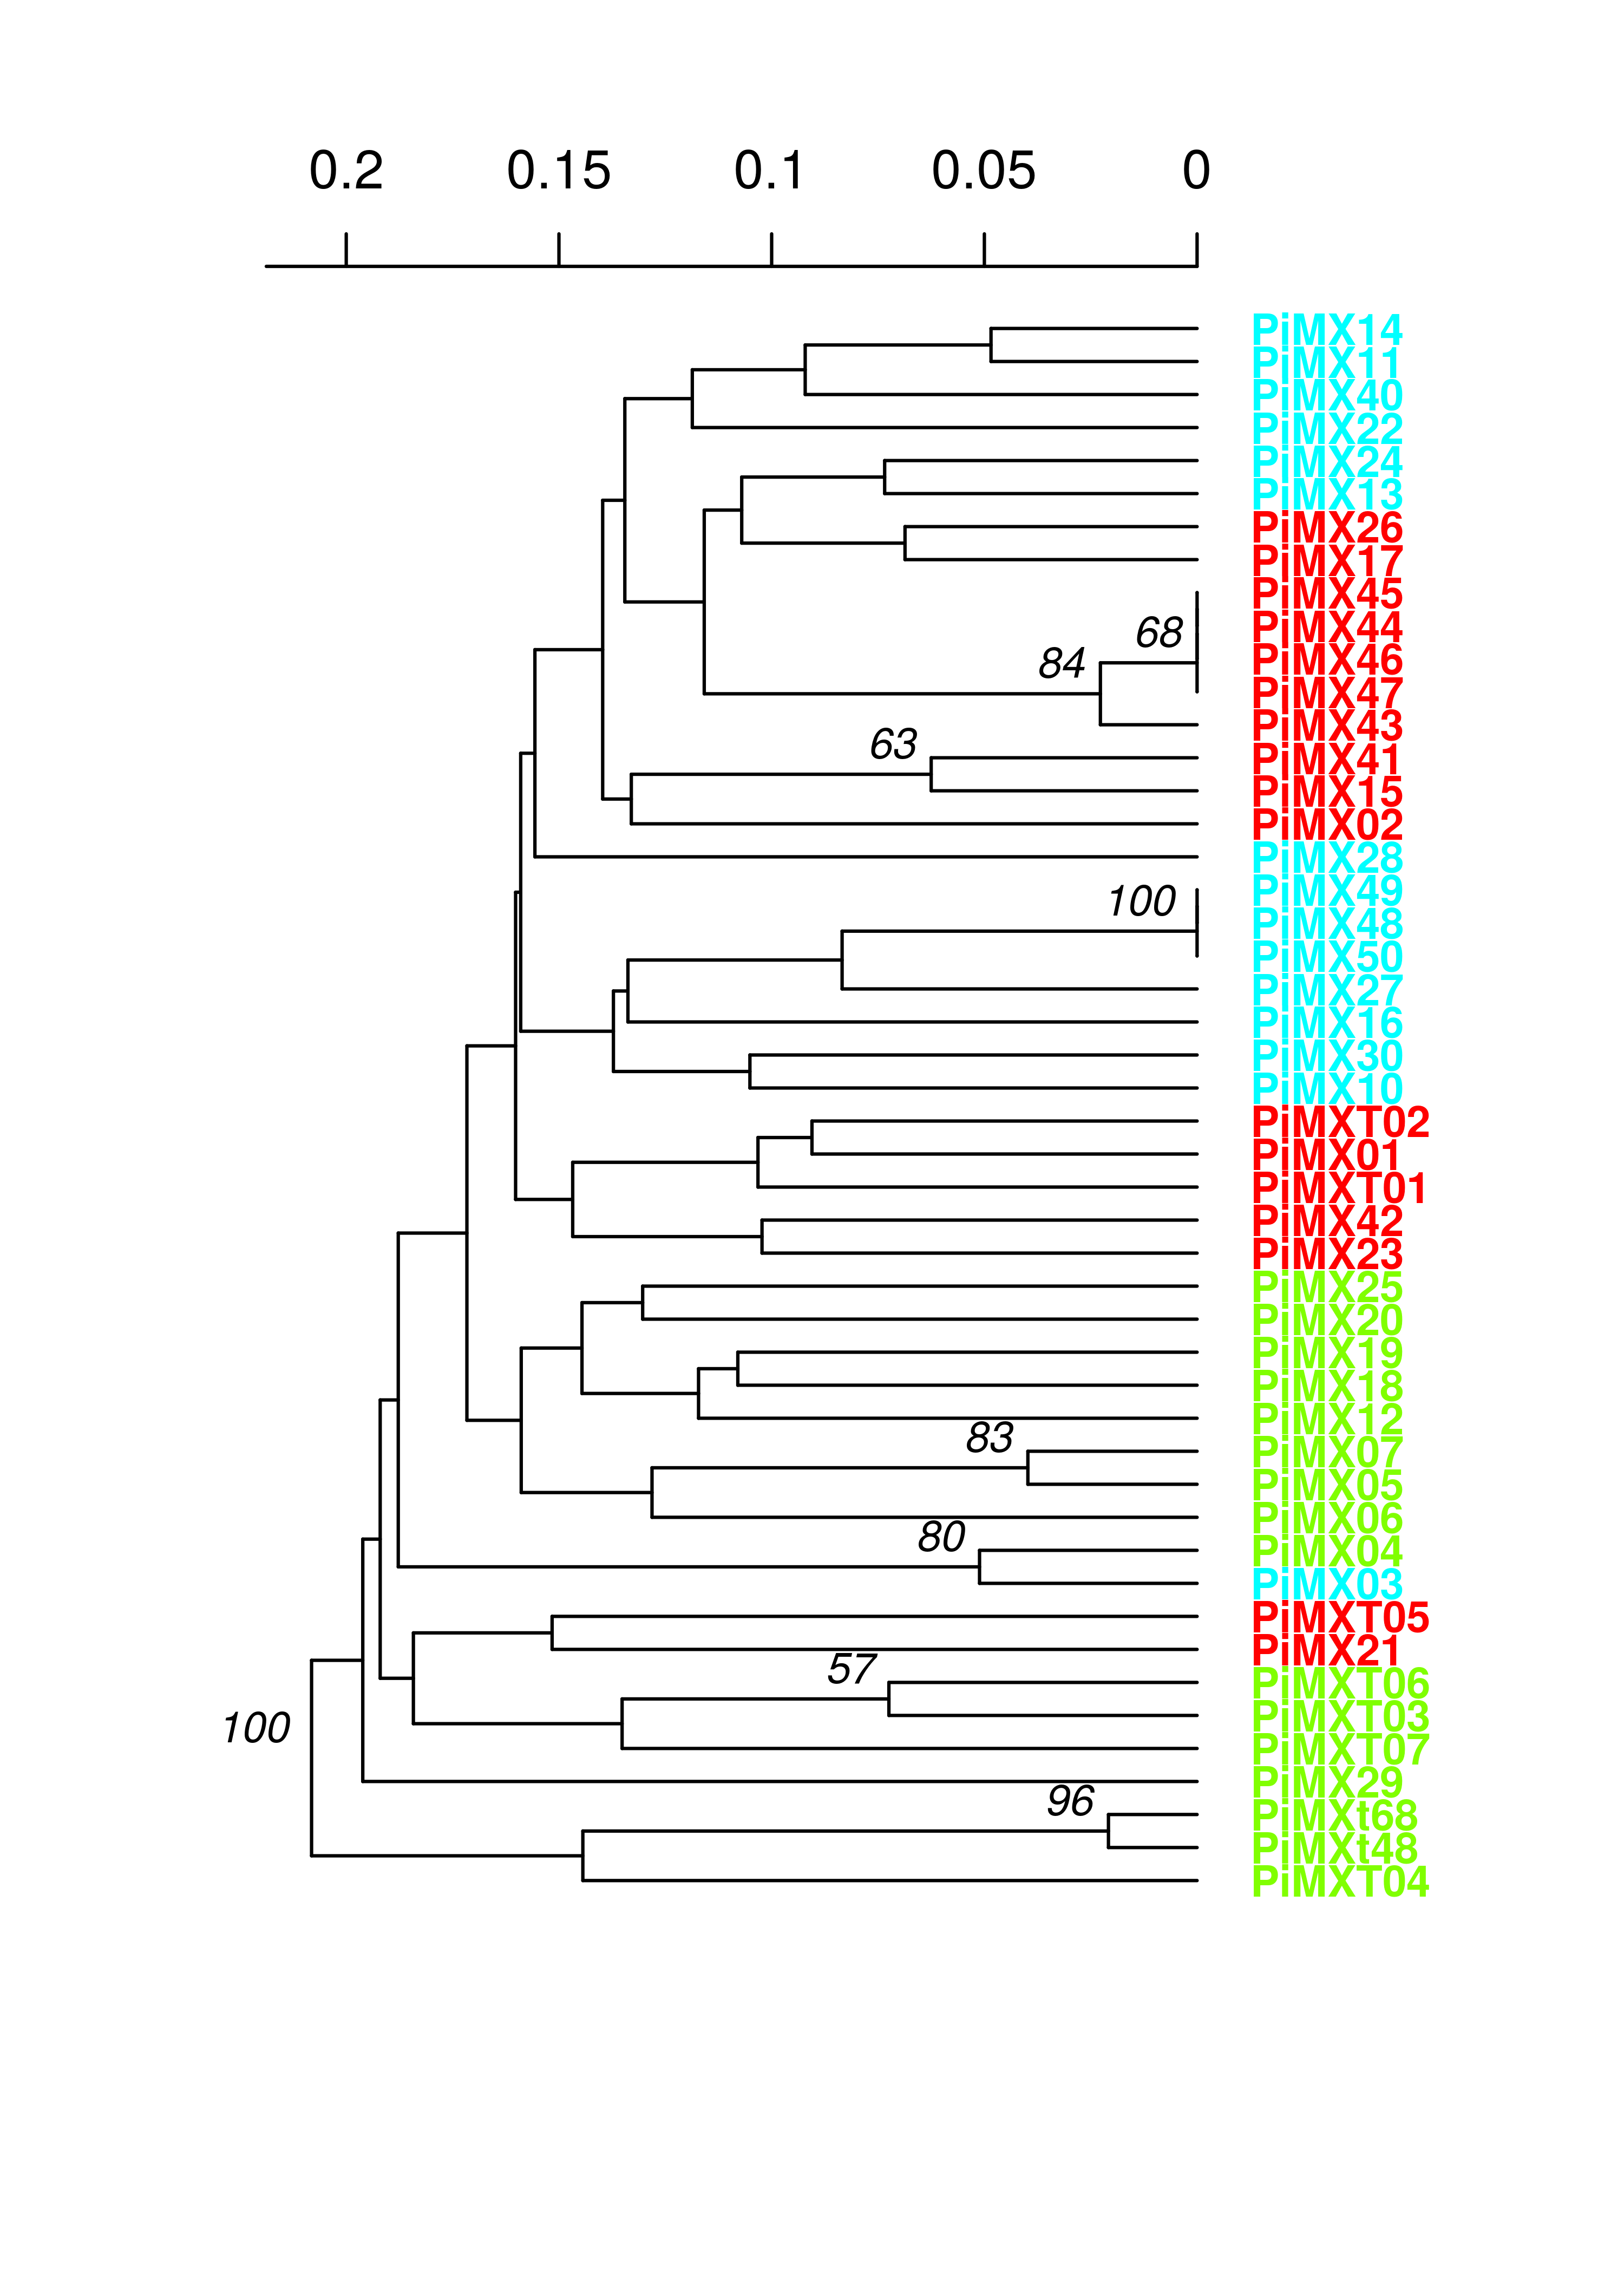 0.2 0.15 0.1 0.05 0
PiMX14
PiMX11
PiMX40
PiMX22
PiMX24
PiMX13
PiMX26
PiMX17
PiMX45
68 PiMX44
84 PiMX46
PiMX47
PiMX43
63 PiMX41
PiMX15
PiMX02
PiMX28
100 PiMX49
PiMX48
PiMX50
PiMX27
PiMX16
PiMX30
PiMX10
PiMXT02
PiMX01
PiMXT01
PiMX42
PiMX23
PiMX25
PiMX20
PiMX19
PiMX18
PiMX12
83 PiMX07
PiMX05
PiMX06
80 PiMX04
PiMX03
PiMXT05
PiMX21
57 PiMXT06
PiMXT03
100 PiMXT07
PiMX29
96 PiMXt68
PiMXt48
PiMXT04